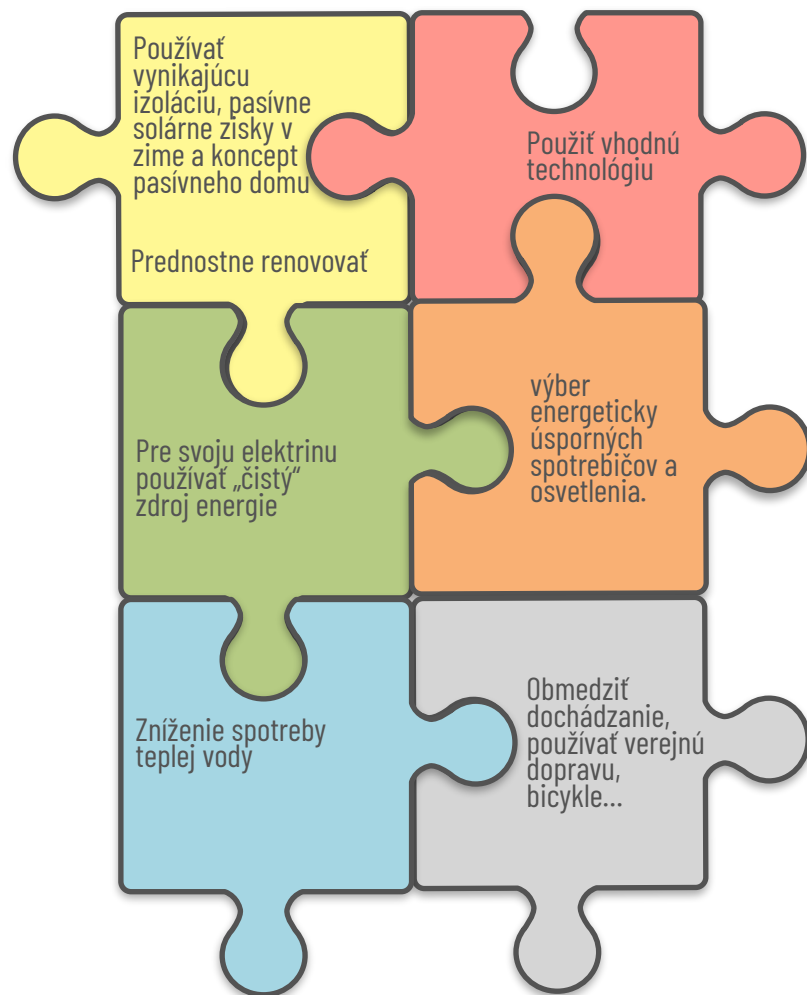 Používať
vynikajúcu
izoláciu, pasívne
solárne zisky v
zime a koncept
pasívneho domu
Prednostne renovovať
Použiť vhodnú
technológiu
Pre svoju elektrinu
používať „čistý“
zdroj energie
výber
energeticky
úsporných
spotrebičov a
osvetlenia.
Zníženie spotreby
teplej vody
Obmedziť
dochádzanie,
používať verejnú
dopravu,
bicykle...